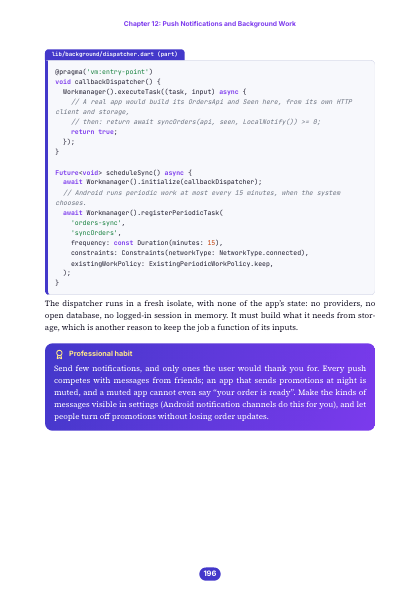 Chapter 12: Push Notifications and Background Work
lib/background/dispatcher.dart (part)
@pragma('vm:entry-point')
void callbackDispatcher() {
  Workmanager().executeTask((task, input) async {
    // A real app would build its OrdersApi and Seen here, from its own HTTP
client and storage,
    // then: return await syncOrders(api, seen, LocalNotify()) >= 0;
    return true;
  });
}
Future<void> scheduleSync() async {
  await Workmanager().initialize(callbackDispatcher);
  // Android runs periodic work at most every 15 minutes, when the system
chooses.
  await Workmanager().registerPeriodicTask(
    'orders-sync',
    'syncOrders',
    frequency: const Duration(minutes: 15),
    constraints: Constraints(networkType: NetworkType.connected),
    existingWorkPolicy: ExistingPeriodicWorkPolicy.keep,
  );
}
The dispatcher runs in a fresh isolate, with none of the app's state: no providers, no
open database, no logged-in session in memory. It must build what it needs from stor-
age, which is another reason to keep the job a function of its inputs.
Professional habit
Send few notifications, and only ones the user would thank you for. Every push
competes with messages from friends; an app that sends promotions at night is
muted, and a muted app cannot even say "your order is ready". Make the kinds of
messages visible in settings (Android notification channels do this for you), and let
people turn off promotions without losing order updates.
196